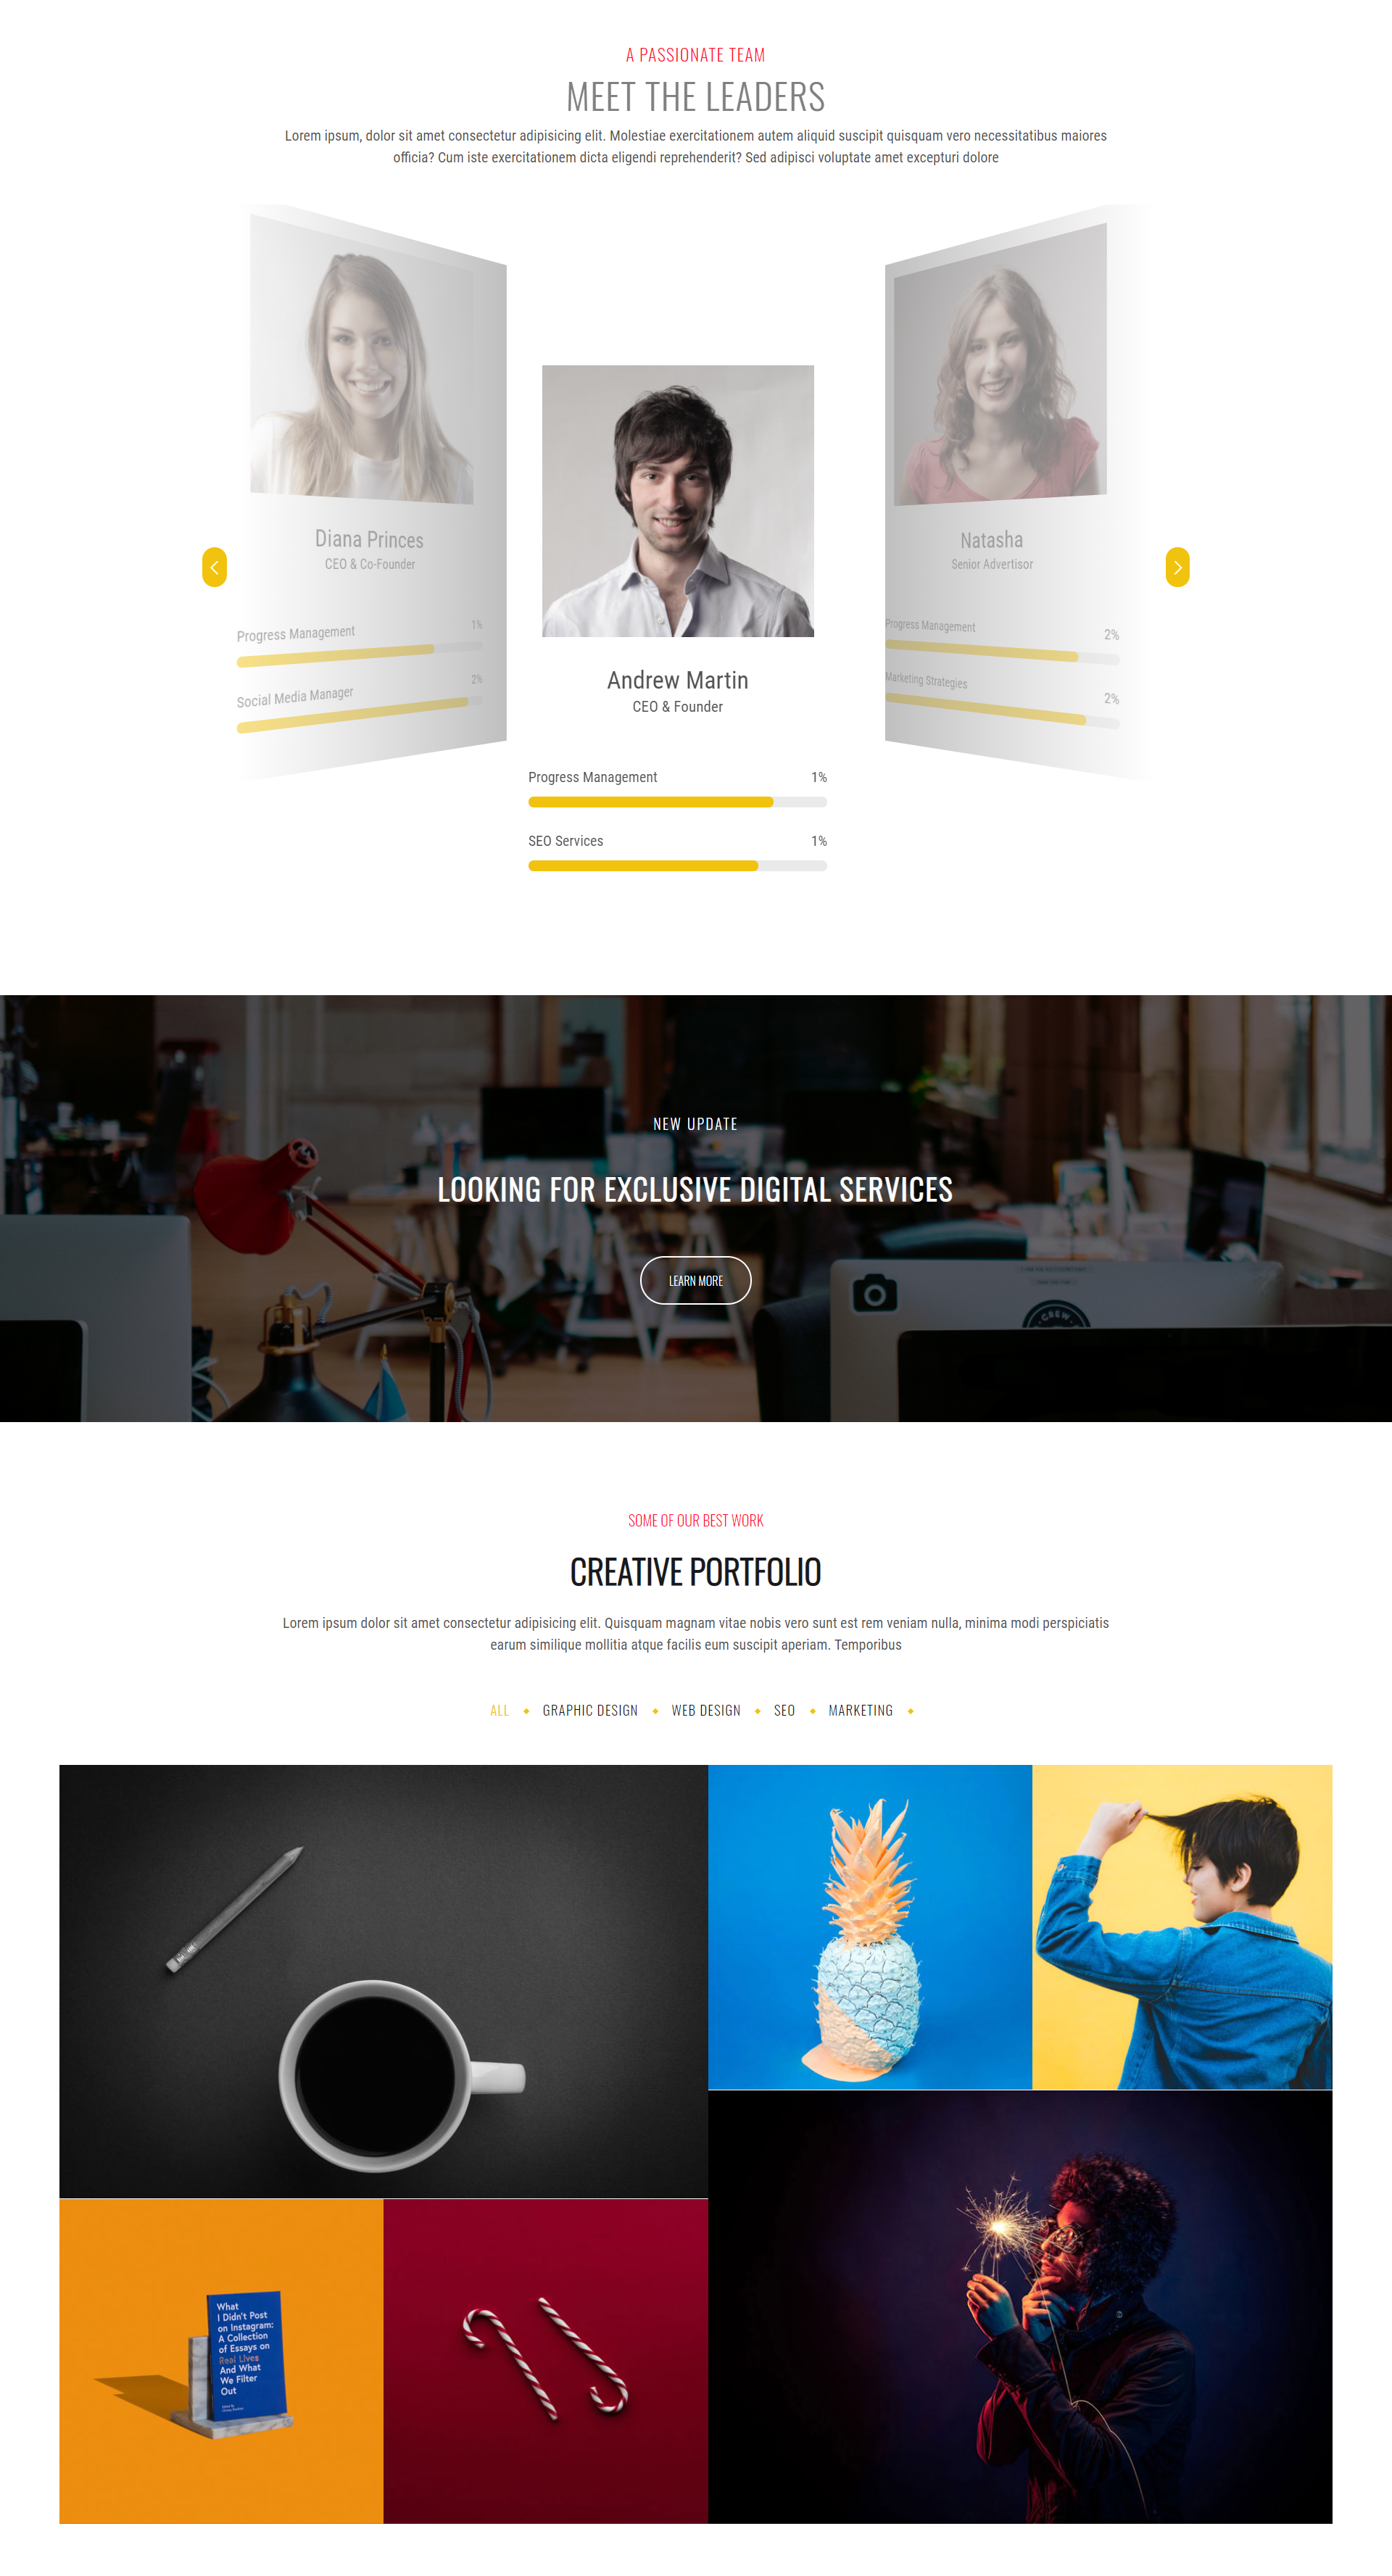 A PASSIONATE TEAM
MEET THE LEADERS
Lorem ipsum, dolor sit amet consectetur adipisicing elit. Molestiae exercitationem autem aliquid suscipit quisquam vero necessitatibus maiores
officia? Cum iste exercitationem dicta eligendi reprehenderit? Sed adipisci voluptate amet excepturi dolore
Diana Princes
CEO & Co-Founder
Progress Management 1%
Social Media Manager 2%
Andrew Martin
CEO & Founder
Progress Management 1%
SEO Services 1%
Natasha
Senior Advertisor
Progress Management 2%
Marketing Strategies 2%
NEW UPDATE
LOOKING FOR EXCLUSIVE DIGITAL SERVICES
LEARN MORE
CREW
SOME OF OUR BEST WORK
CREATIVE PORTFOLIO
Lorem ipsum dolor sit amet consectetur adipisicing elit. Quisquam magnam vitae nobis vero sunt est rem veniam nulla, minima modi perspiciatis
earum similique mollitia atque facilis eum suscipit aperiam. Temporibus
ALL GRAPHIC DESIGN WEB DESIGN SEO MARKETING
What
I Didn't Post
on Instagram:
A Collection
of Essays on
Real Lives
And What
We Filter
Out